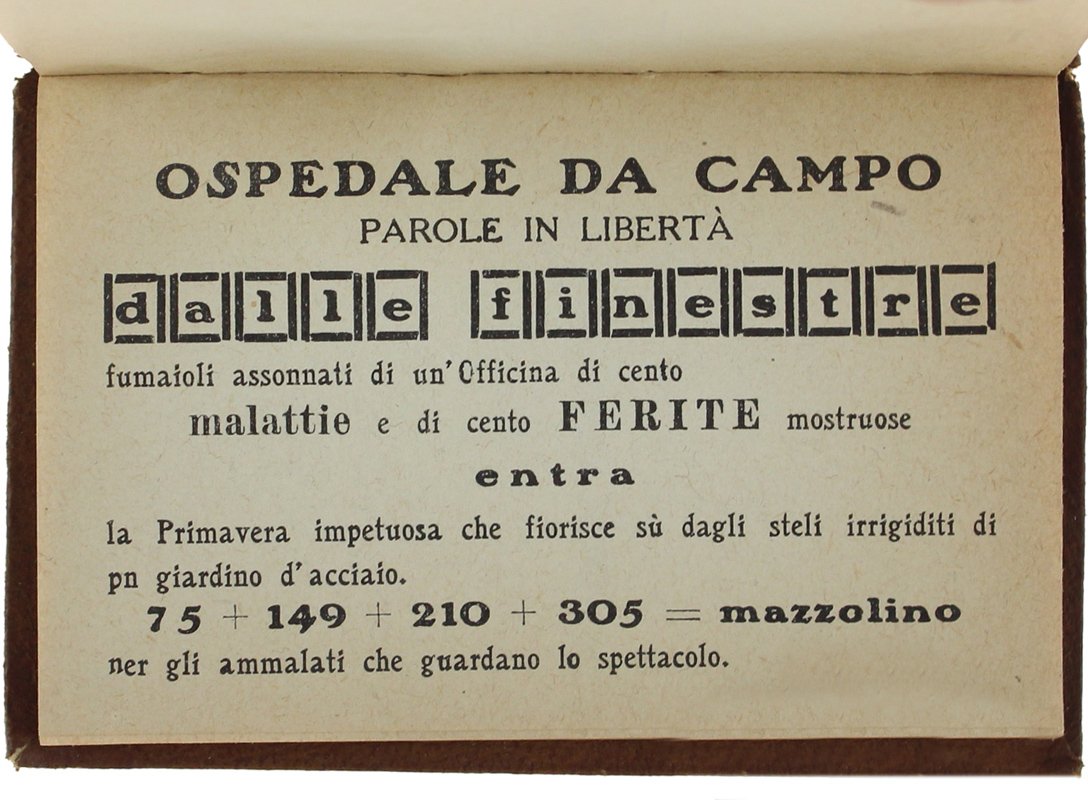 OSPEDALE DA CAMPO
PAROLE IN LIBERTÀ
dalle finestre
fumaioli assonnati di un' Officina di cento
malattie e di cento FERITE mostruose
entra
la Primavera impetuosa che fiorisce sù dagli steli irrigiditi di
pn giardino d' acciaio.
75 + 149 + 210 + 305 = mazzolino
ner gli ammalati che guardano lo spettacolo.